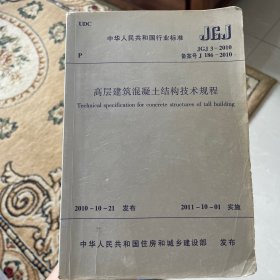 UDC
中华人民共和国行业标准 JGJ
P
JGJ 3-2010
备案号 J 186-2010
高层建筑混凝土结构技术规程
Technical specification for concrete structures of tall building
2010-10-21 发布 2011-10-01 实施
中华人民共和国住房和城乡建设部 发布